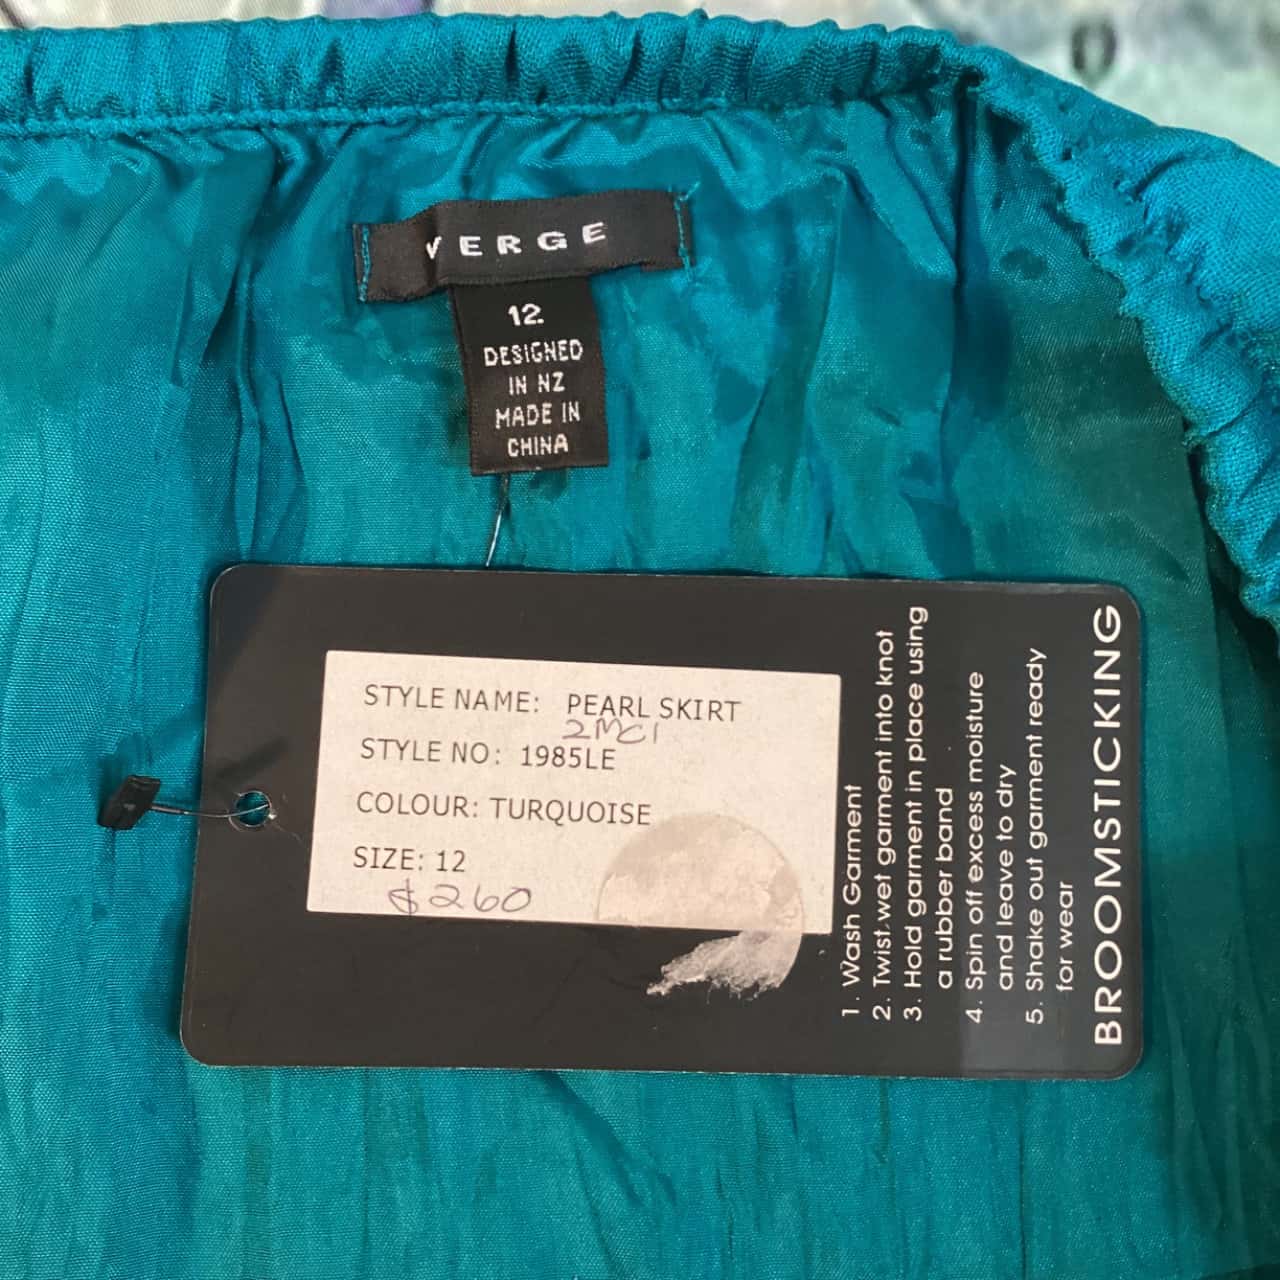 VERGE
12.
DESIGNED
IN NZ
MADE IN
CHINA
STYLE NAME: PEARL SKIRT
2MC1
STYLE NO: 1985LE
COLOUR: TURQUOISE
SIZE: 12
$260
BROOMSTICKING
1. Wash Garment
2. Twist wet garment into knot
3. Hold garment in place using
a rubber band
4. Spin off excess moisture
and leave to dry
5. Shake out garment ready
for wear